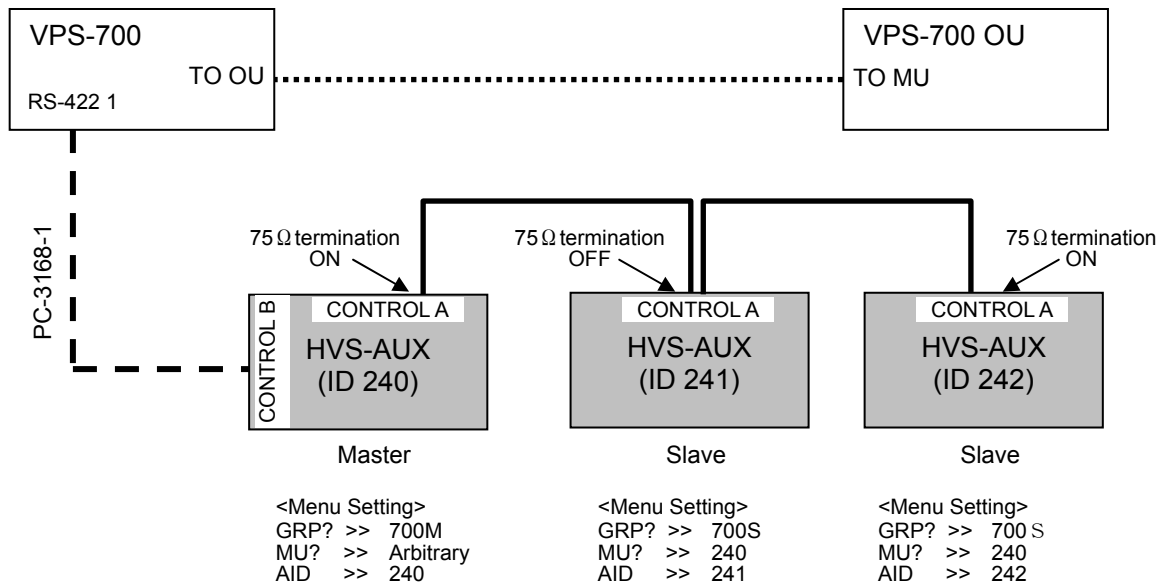 VPS-700
TO OU
RS-422 1
VPS-700 OU
TO MU
PC-3168-1
75Ω termination
ON
75Ω termination
OFF
75Ω termination
ON
CONTROL B
CONTROL A
HVS-AUX
(ID 240)
CONTROL A
HVS-AUX
(ID 241)
CONTROL A
HVS-AUX
(ID 242)
Master
Slave
Slave
<Menu Setting>
GRP? >> 700M
MU? >> Arbitrary
AID >> 240
<Menu Setting>
GRP? >> 700S
MU? >> 240
AID >> 241
<Menu Setting>
GRP? >> 700S
MU? >> 240
AID >> 242